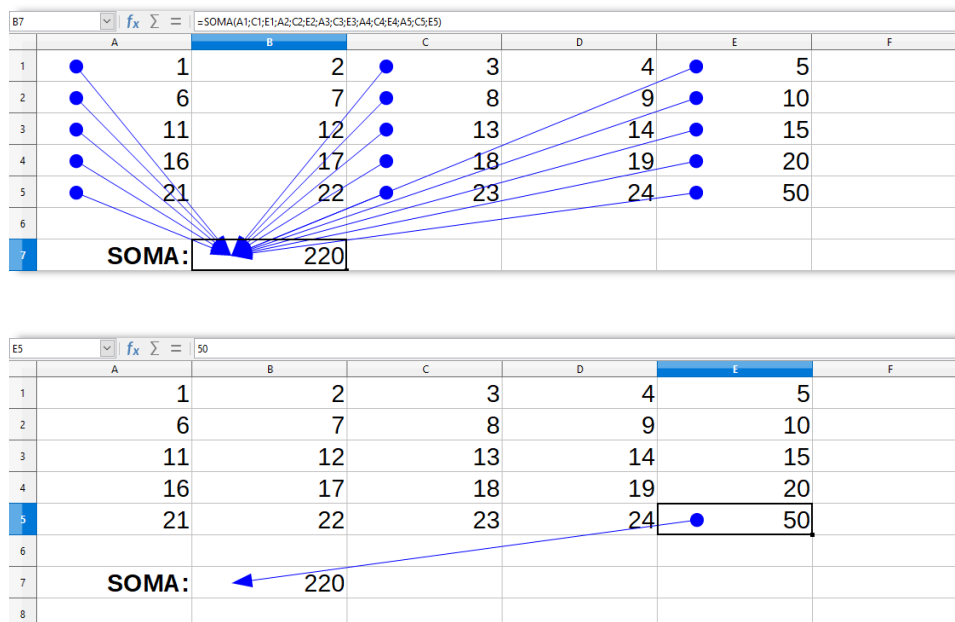 B7 fx Σ = =SOMA(A1;C1;E1;A2;C2;E2;A3;C3;E3;A4;C4;E4;A5;C5;E5)
A B C D E F
1 1 2 3 4 5
2 6 7 8 9 10
3 11 12 13 14 15
4 16 17 18 19 20
5 21 22 23 24 50
6
7 SOMA: 220
E5 fx Σ = 50
A B C D E F
1 1 2 3 4 5
2 6 7 8 9 10
3 11 12 13 14 15
4 16 17 18 19 20
5 21 22 23 24 50
6
7 SOMA: 220
8